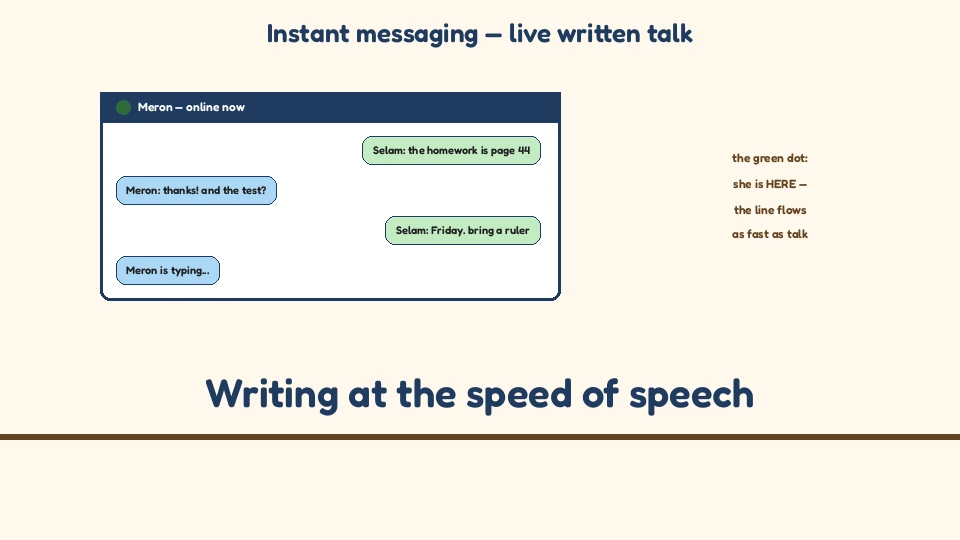 Instant messaging — live written talk
Meron — online now
Selam: the homework is page 44
Meron: thanks! and the test?
Selam: Friday. bring a ruler
Meron is typing...
the green dot:
she is HERE —
the line flows
as fast as talk
Writing at the speed of speech